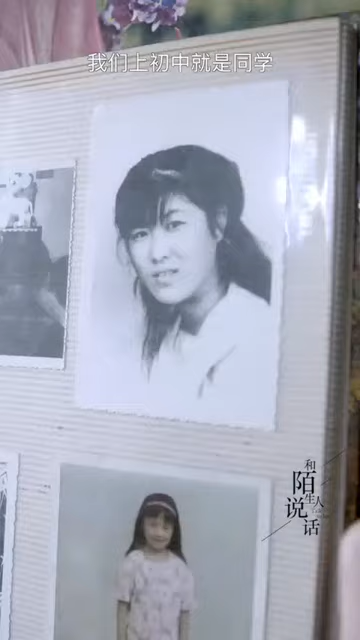 我们上初中就是同学
和
陌生人
说话